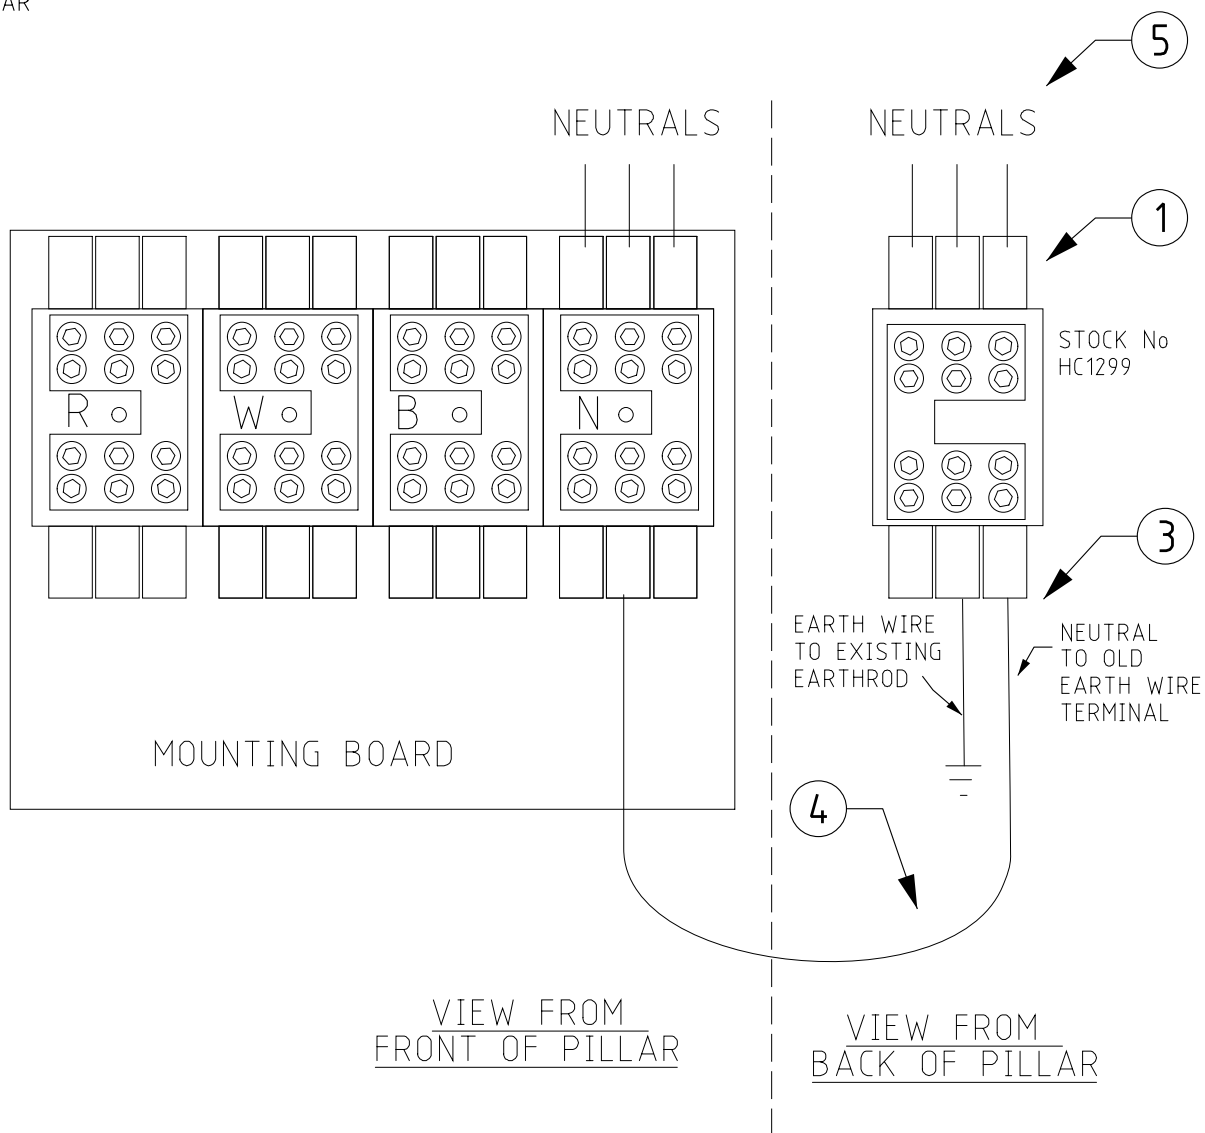 AR
5
NEUTRALS
NEUTRALS
1
STOCK No
HC1299
R
W
B
N
3
EARTH WIRE
TO EXISTING
EARTHROD
NEUTRAL
TO OLD
EARTH WIRE
TERMINAL
MOUNTING BOARD
4
VIEW FROM
FRONT OF PILLAR
VIEW FROM
BACK OF PILLAR